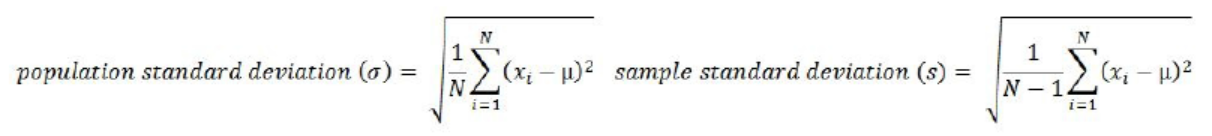 population standard deviation (σ) = √(1/N ∑_{i=1}^{N} (x_i − μ)²) sample standard deviation (s) = √(1/(N − 1) ∑_{i=1}^{N} (x_i − μ)²)